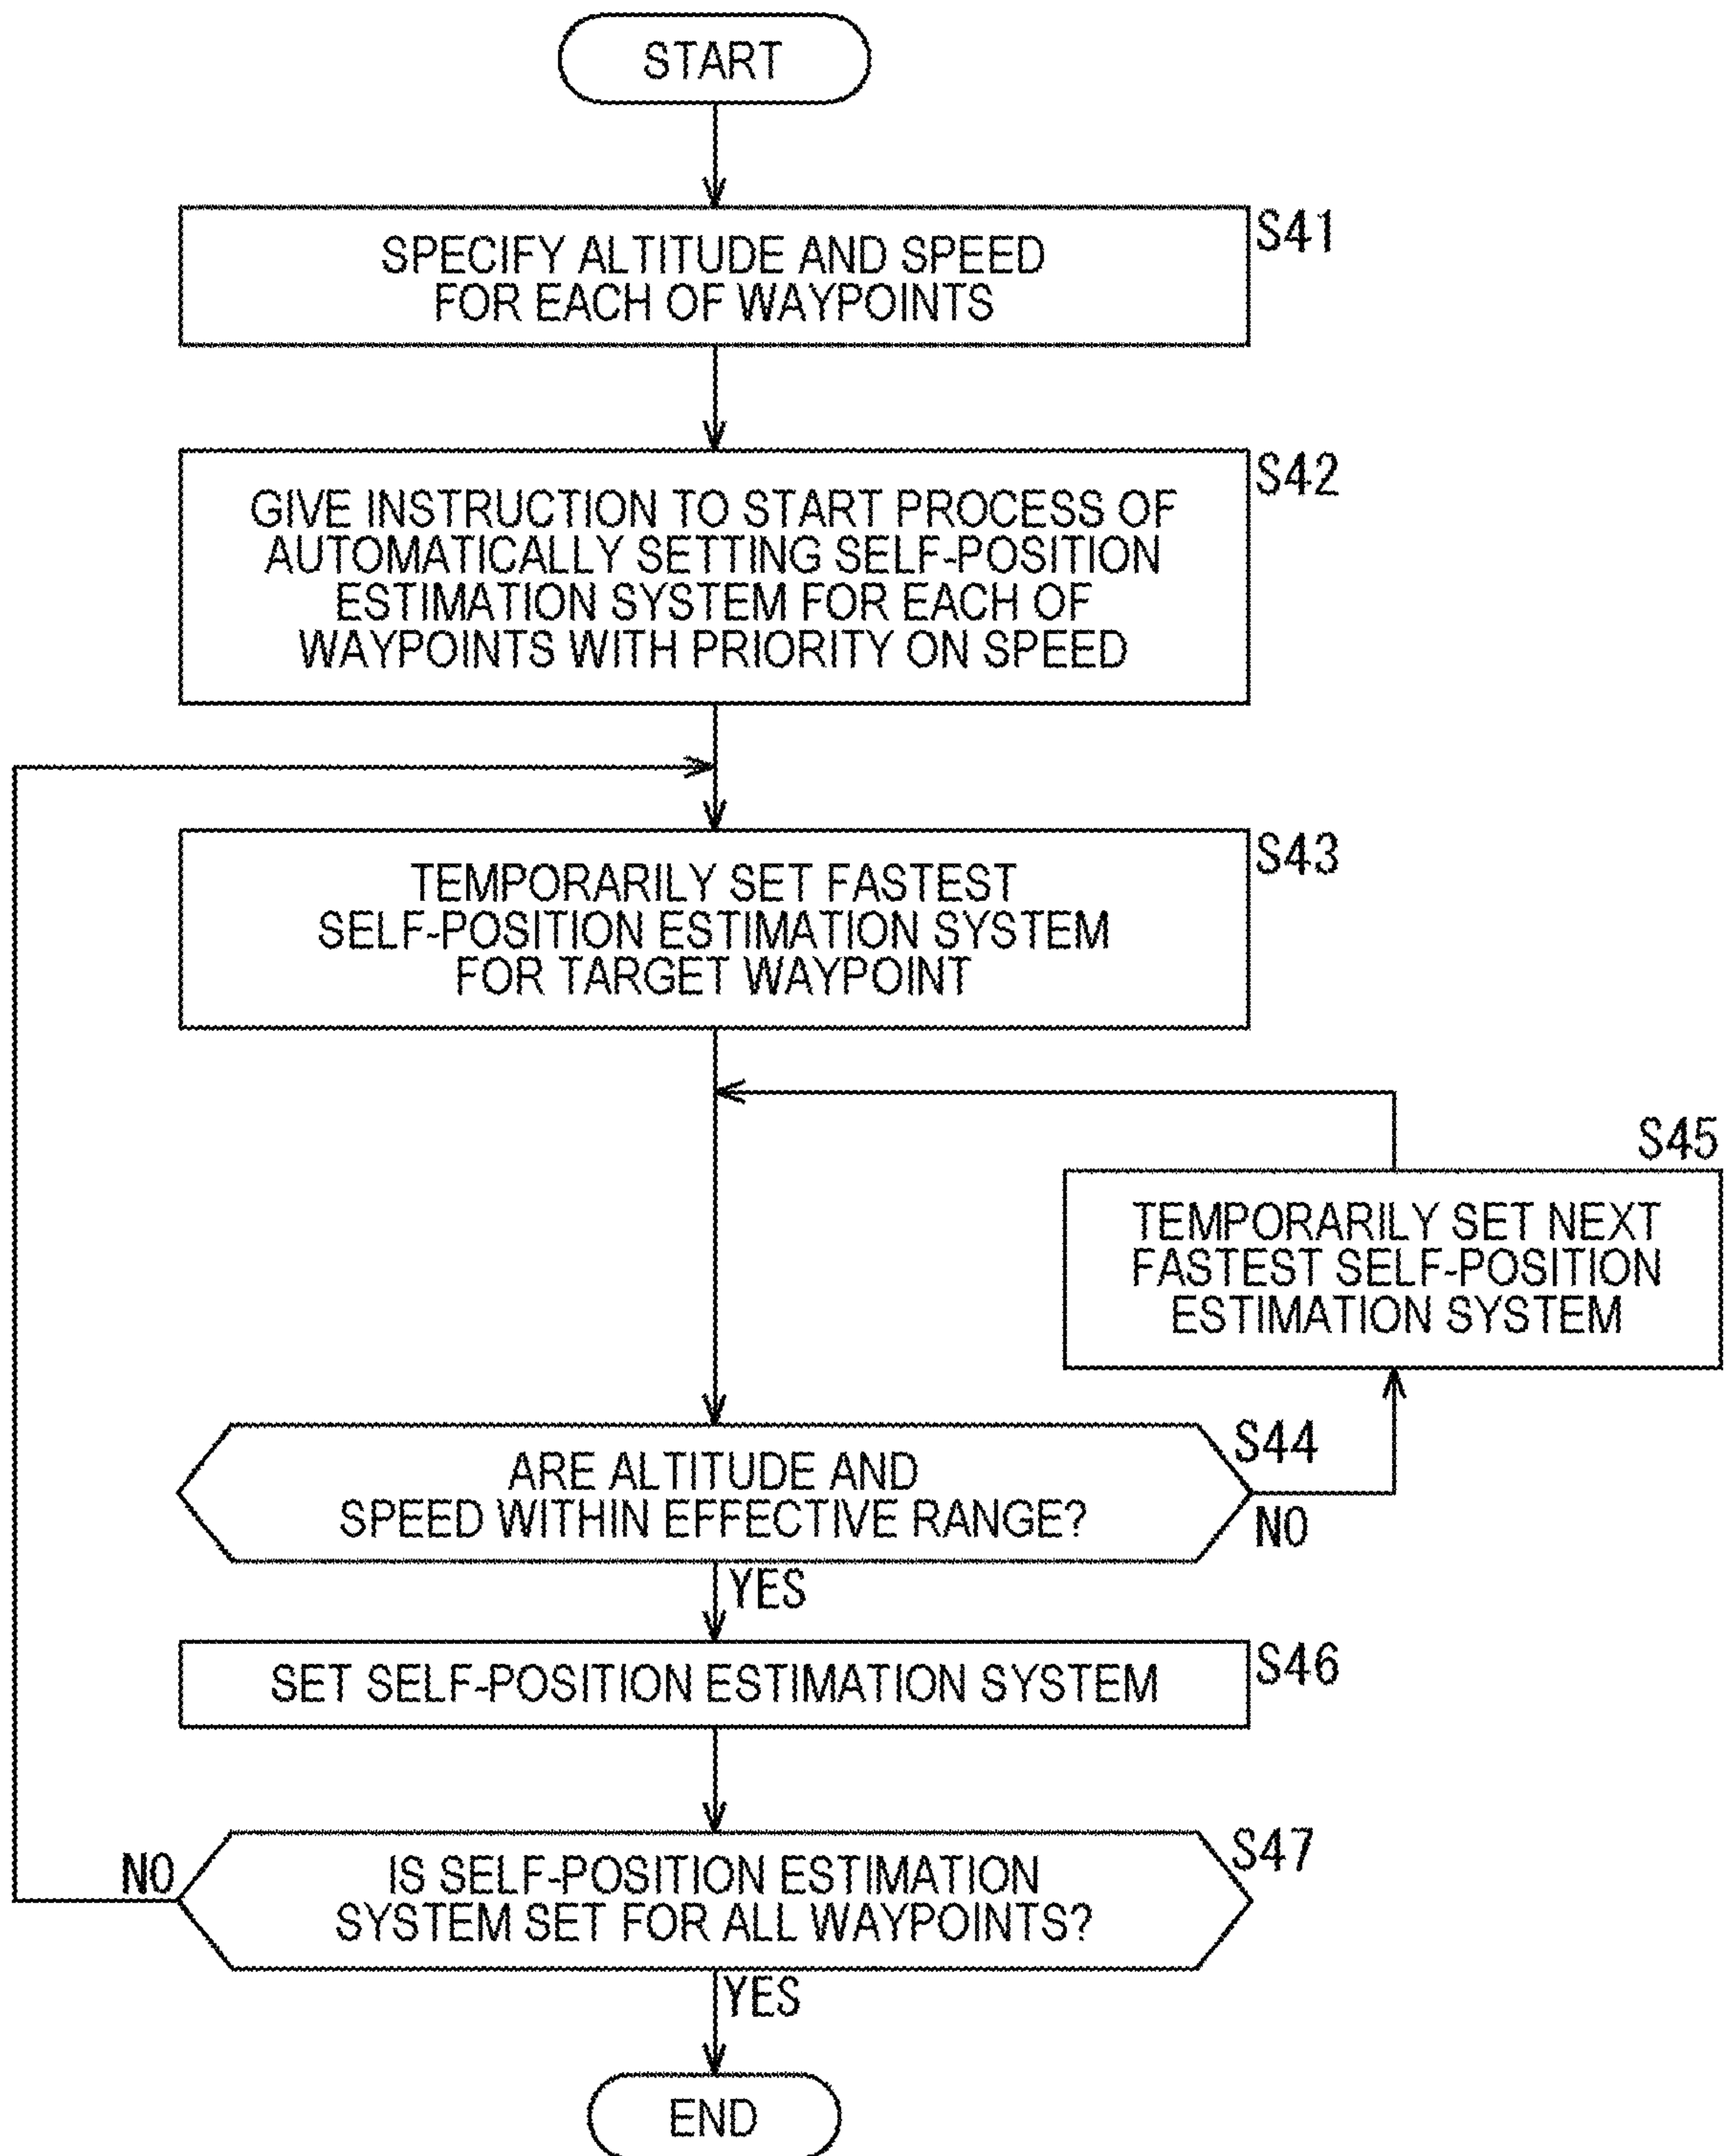 START
S41
SPECIFY ALTITUDE AND SPEED
FOR EACH OF WAYPOINTS
S42
GIVE INSTRUCTION TO START PROCESS OF
AUTOMATICALLY SETTING SELF-POSITION
ESTIMATION SYSTEM FOR EACH OF
WAYPOINTS WITH PRIORITY ON SPEED
S43
TEMPORARILY SET FASTEST
SELF-POSITION ESTIMATION SYSTEM
FOR TARGET WAYPOINT
S45
TEMPORARILY SET NEXT
FASTEST SELF-POSITION
ESTIMATION SYSTEM
S44
ARE ALTITUDE AND
SPEED WITHIN EFFECTIVE RANGE?
NO
YES
S46
SET SELF-POSITION ESTIMATION SYSTEM
S47
NO
IS SELF-POSITION ESTIMATION
SYSTEM SET FOR ALL WAYPOINTS?
YES
END